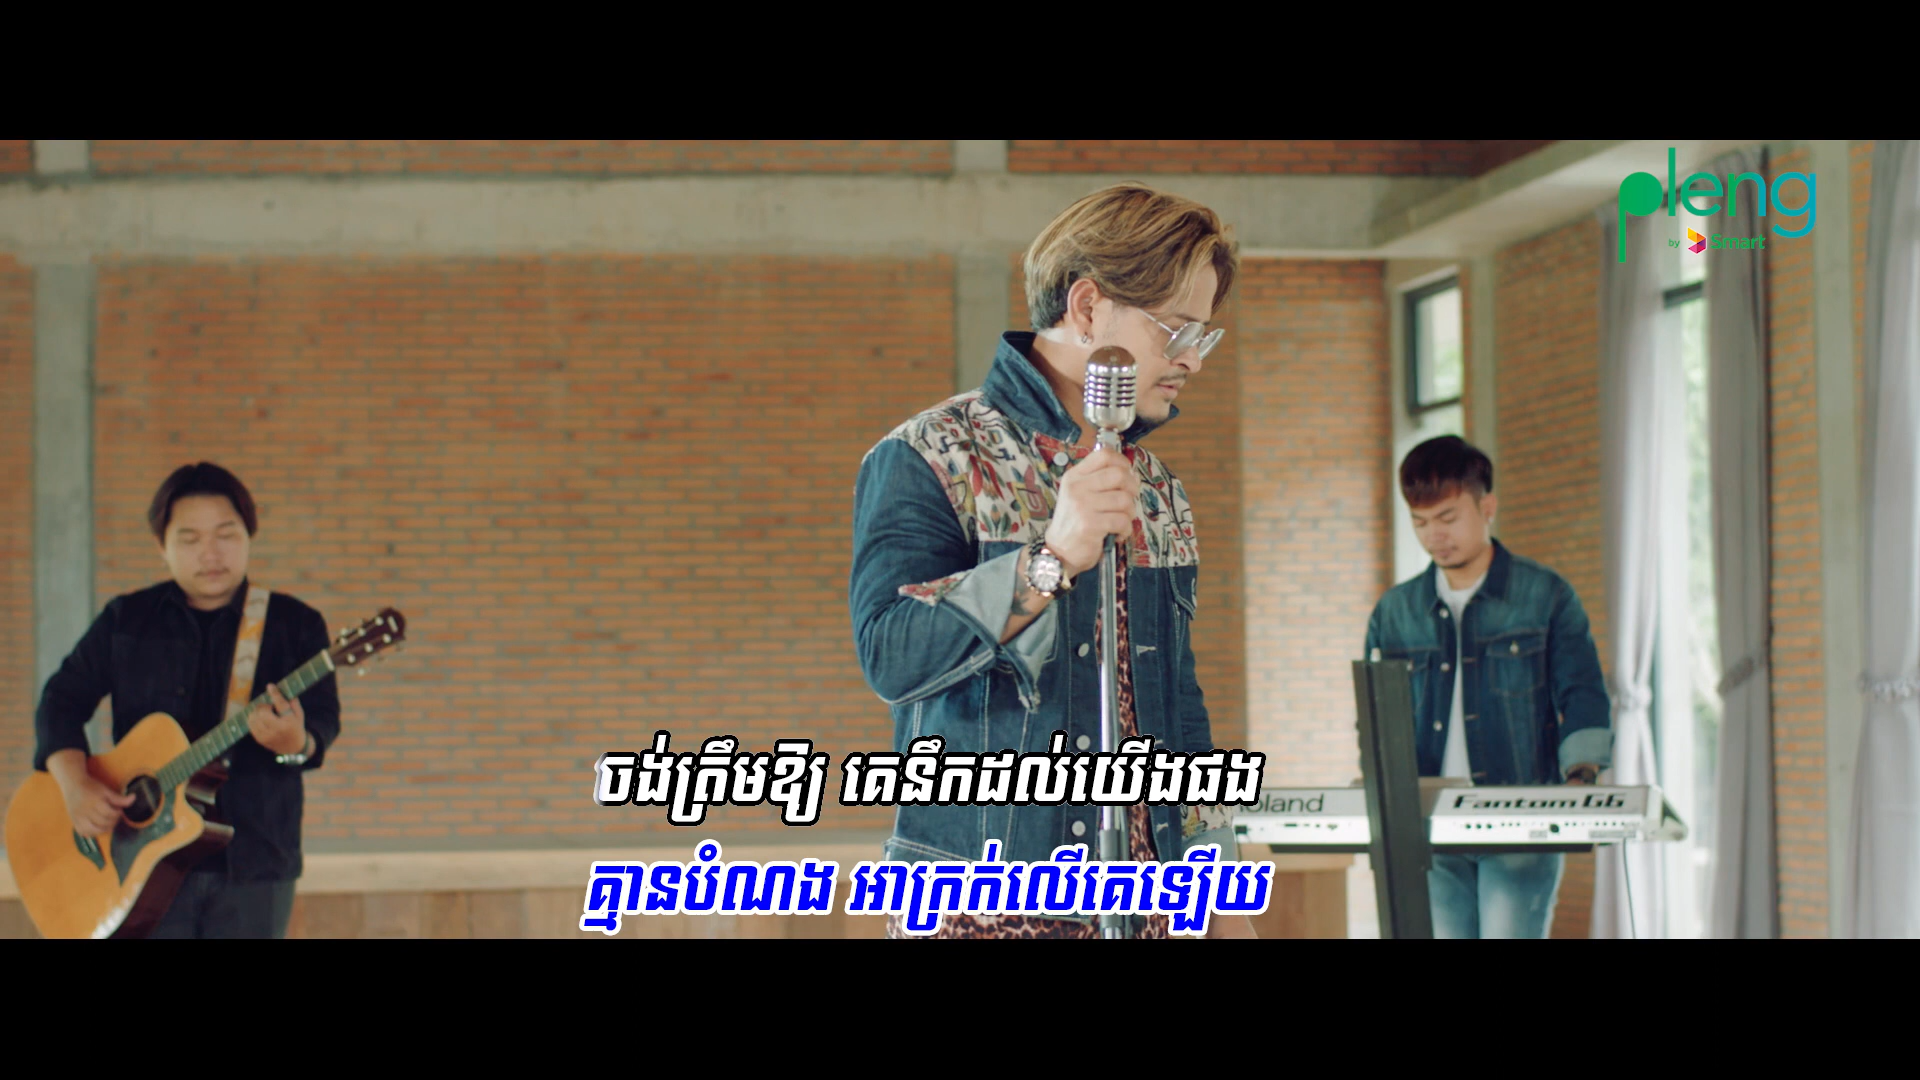 pleng
by Smart
ចង់ត្រឹមឱ្យ គេនឹកដល់យើងផង
Roland Fantom G6
គ្មានបំណង អាក្រក់លើគេឡើយ